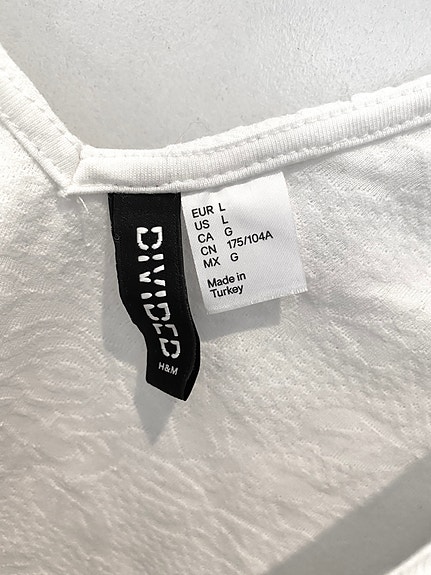 DIVIDED
H&M
EUR L
US L
CA G
CN 175/104A
MX G
Made in
Turkey